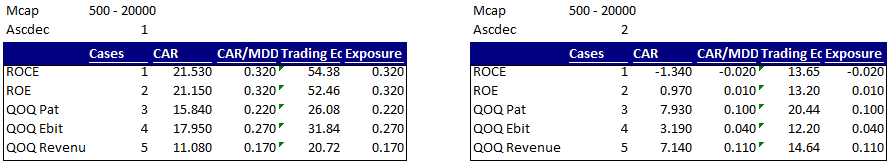 Mcap 500 - 20000
Ascdec 1
Cases CAR CAR/MDD Trading Ec Exposure
ROCE 1 21.530 0.320 54.38 0.320
ROE 2 21.150 0.320 52.46 0.320
QOQ Pat 3 15.840 0.220 26.08 0.220
QOQ Ebit 4 17.950 0.270 31.84 0.270
QOQ Revenu 5 11.080 0.170 20.72 0.170
Mcap 500 - 20000
Ascdec 2
Cases CAR CAR/MDD Trading Ec Exposure
ROCE 1 -1.340 -0.020 13.65 -0.020
ROE 2 0.970 0.010 13.20 0.010
QOQ Pat 3 7.930 0.100 20.44 0.100
QOQ Ebit 4 3.190 0.040 12.20 0.040
QOQ Revenue 5 7.140 0.110 14.64 0.110